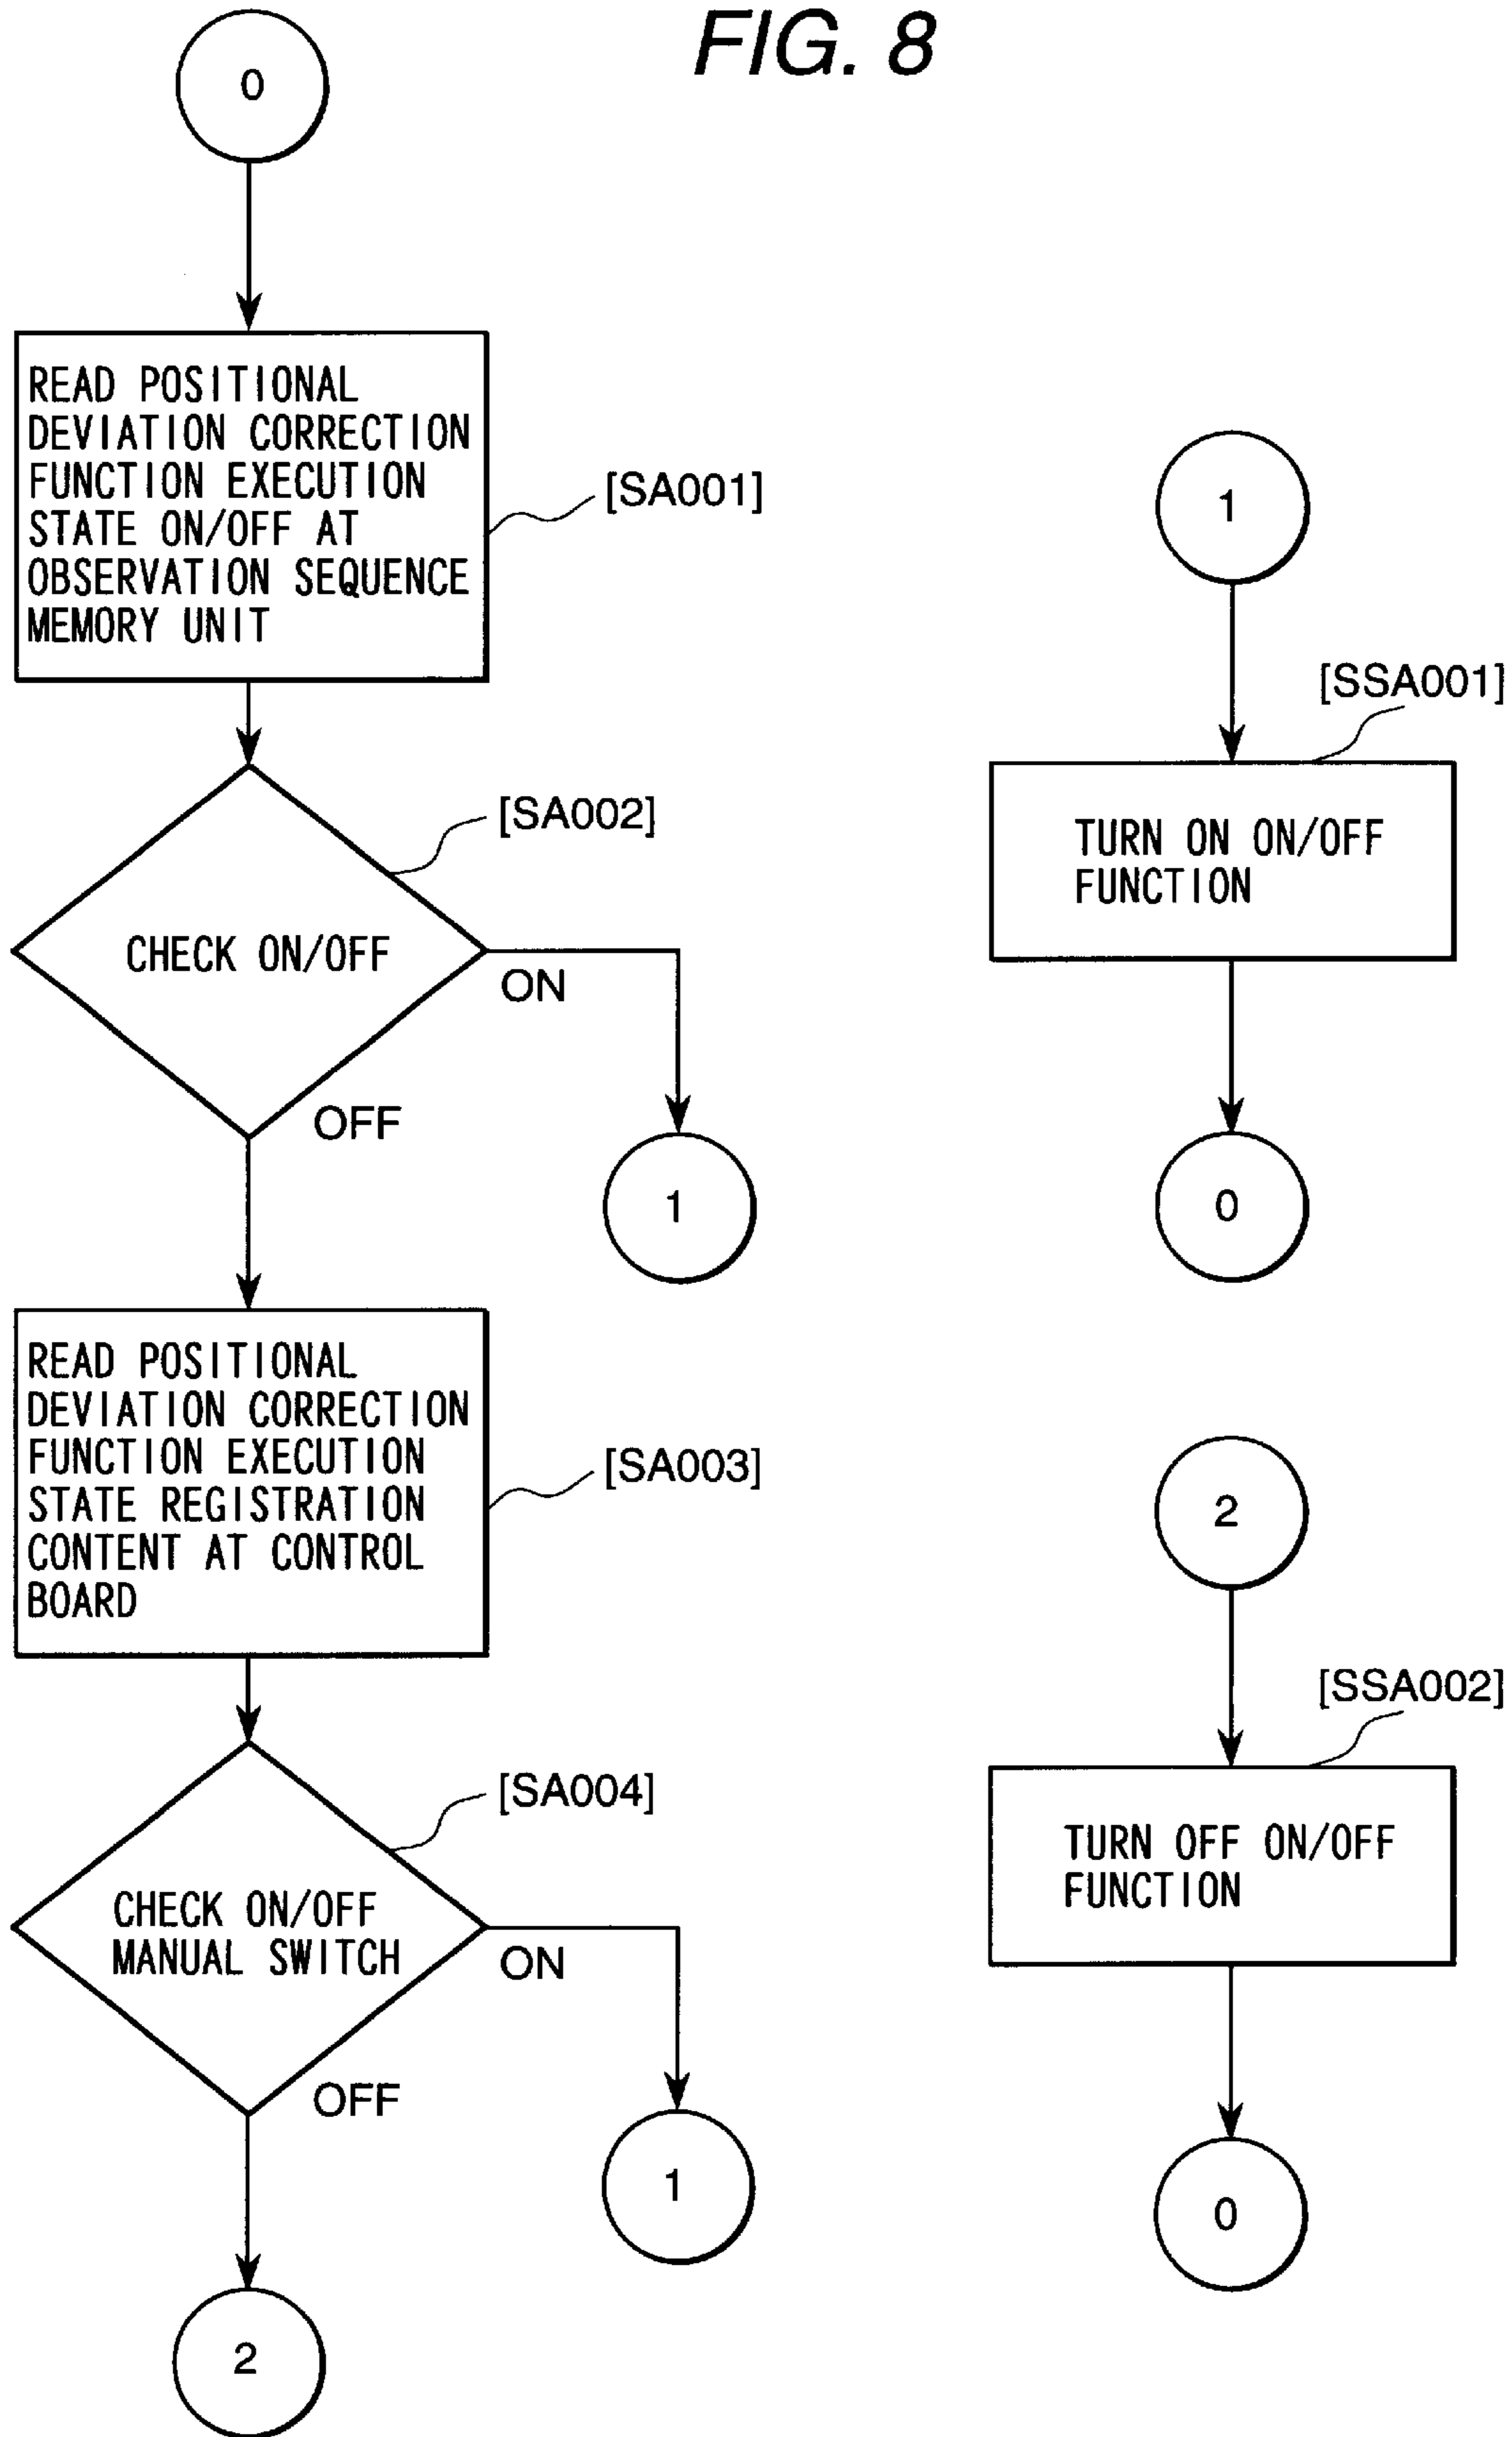 FIG. 8
0
READ POSITIONAL
DEVIATION CORRECTION
FUNCTION EXECUTION
STATE ON/OFF AT
OBSERVATION SEQUENCE
MEMORY UNIT
[SA001]
[SA002]
CHECK ON/OFF
ON
OFF
1
READ POSITIONAL
DEVIATION CORRECTION
FUNCTION EXECUTION
STATE REGISTRATION
CONTENT AT CONTROL
BOARD
[SA003]
[SA004]
CHECK ON/OFF
MANUAL SWITCH
ON
OFF
1
2
1
[SSA001]
TURN ON ON/OFF
FUNCTION
0
2
[SSA002]
TURN OFF ON/OFF
FUNCTION
0